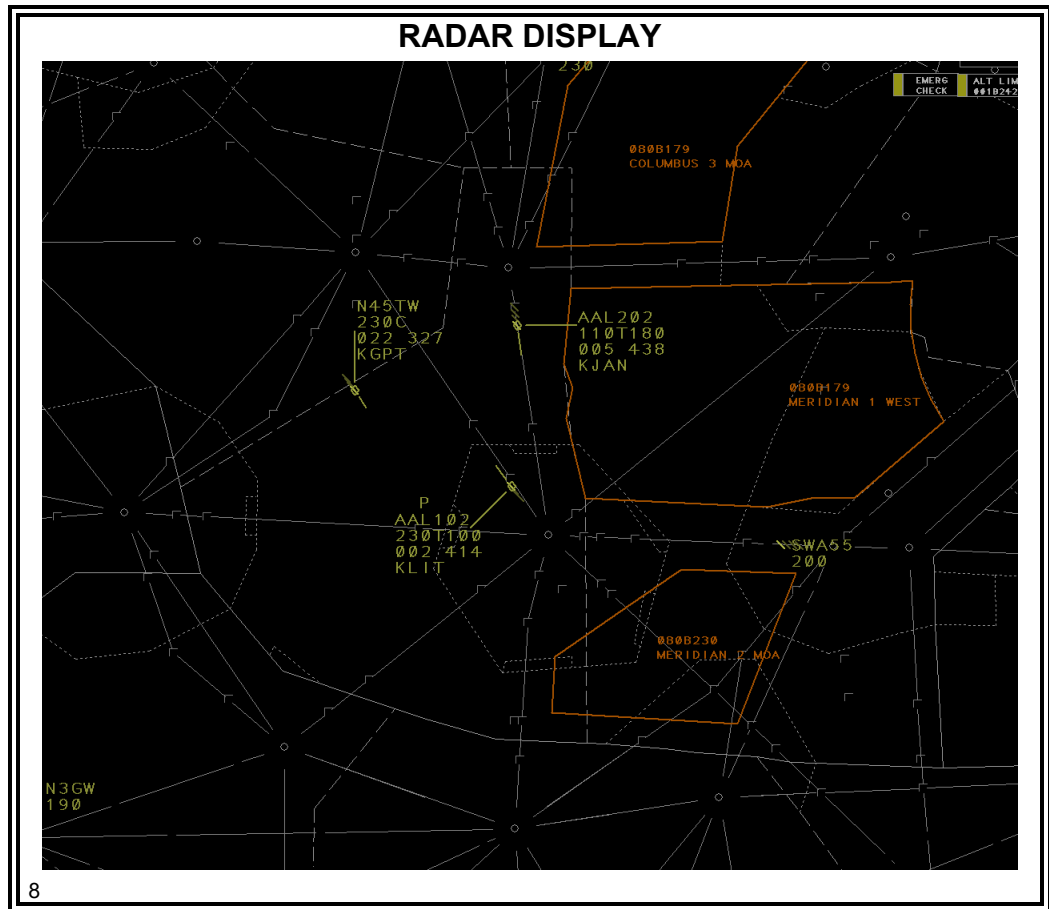 RADAR DISPLAY
230
EMERG
CHECK
ALT LIM
001B242
080B179
COLUMBUS 3 MOA
N45TW
230C
022 327
KGPT
AAL202
110T180
005 438
KJAN
080B179
MERIDIAN 1 WEST
P
AAL102
230T100
002 414
KLIT
SWA55
200
080B230
MERIDIAN 2 MOA
N3GW
190
8